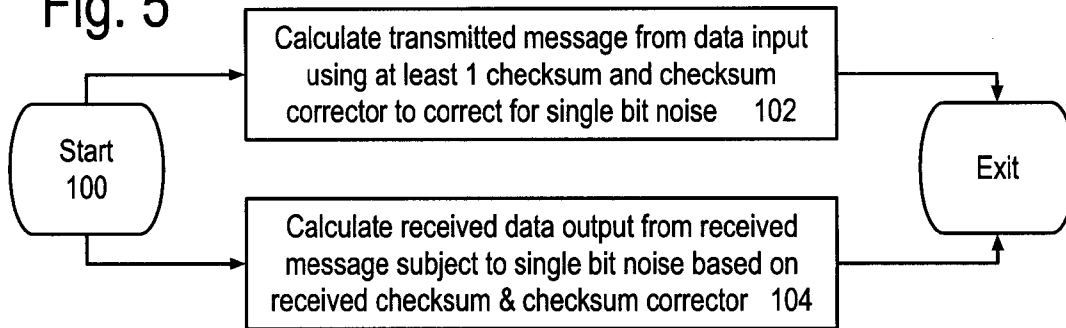 Fig. 5
Calculate transmitted message from data input
using at least 1 checksum and checksum
corrector to correct for single bit noise 102
Start
100
Exit
Calculate received data output from received
message subject to single bit noise based on
received checksum & checksum corrector 104